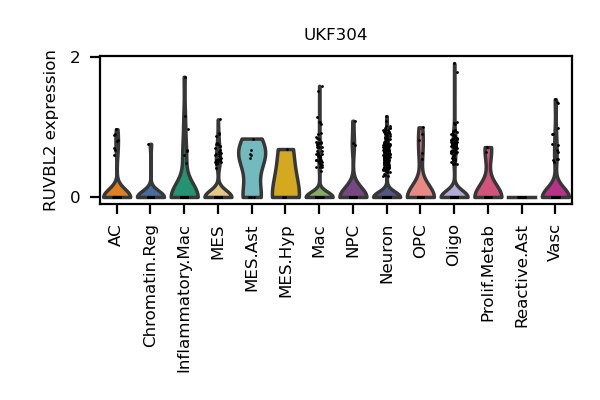 UKF304
RUVBL2 expression
2
0
AC
Chromatin.Reg
Inflammatory.Mac
MES
MES.Ast
MES.Hyp
Mac
NPC
Neuron
OPC
Oligo
Prolif.Metab
Reactive.Ast
Vasc